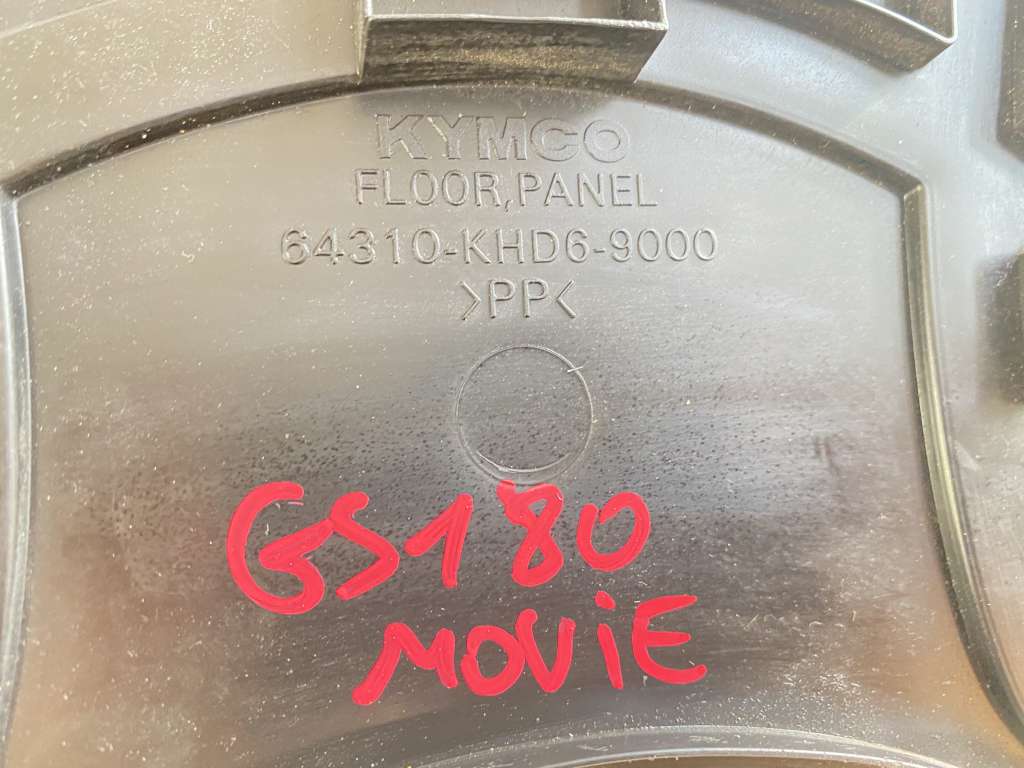 KYMCO
FLOOR, PANEL
64310-KHD6-9000
>PP<
GS180
MOViE